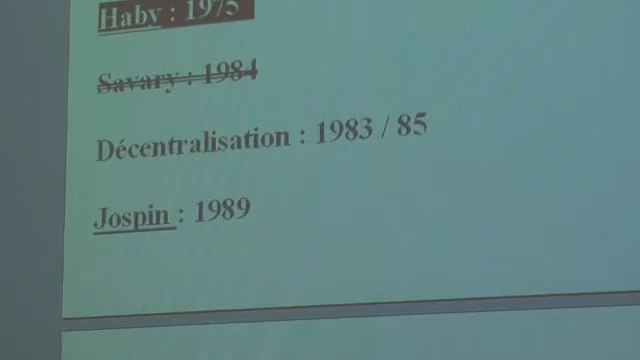 Haby : 1975
Savary : 1984
Décentralisation : 1983 / 85
Jospin : 1989